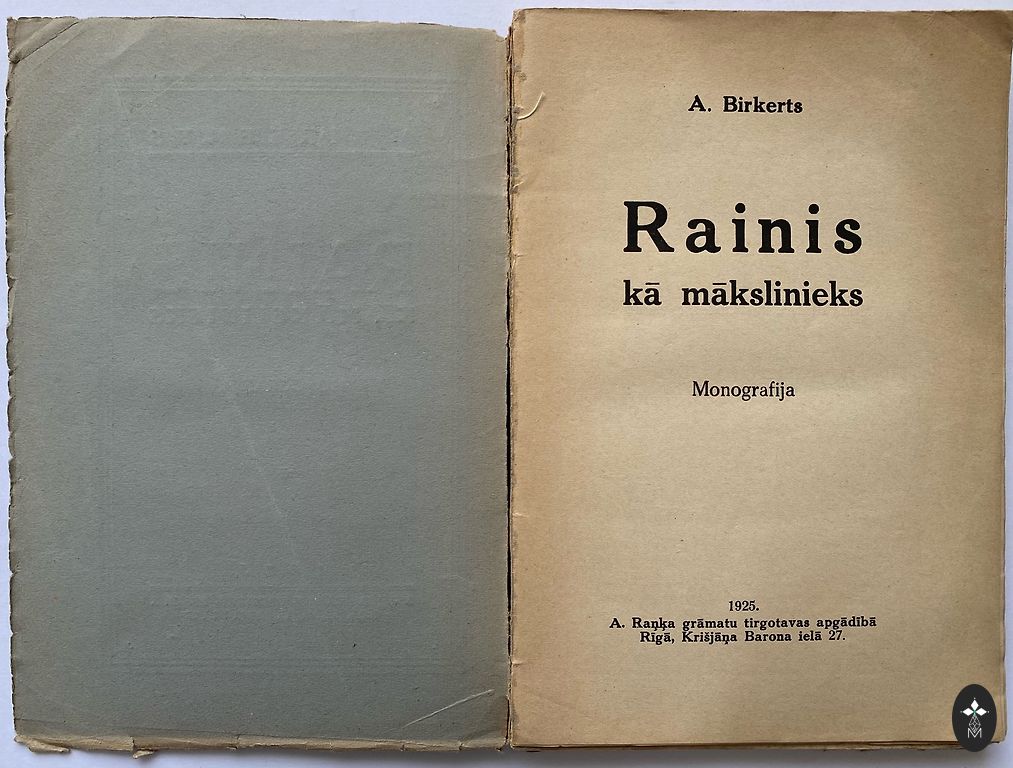 A. Birkerts
Rainis
kā mākslinieks
Monografija
1925.
A. Raņķa grāmatu tirgotavas apgādībā
Rīgā, Krišjāņa Barona ielā 27.
M